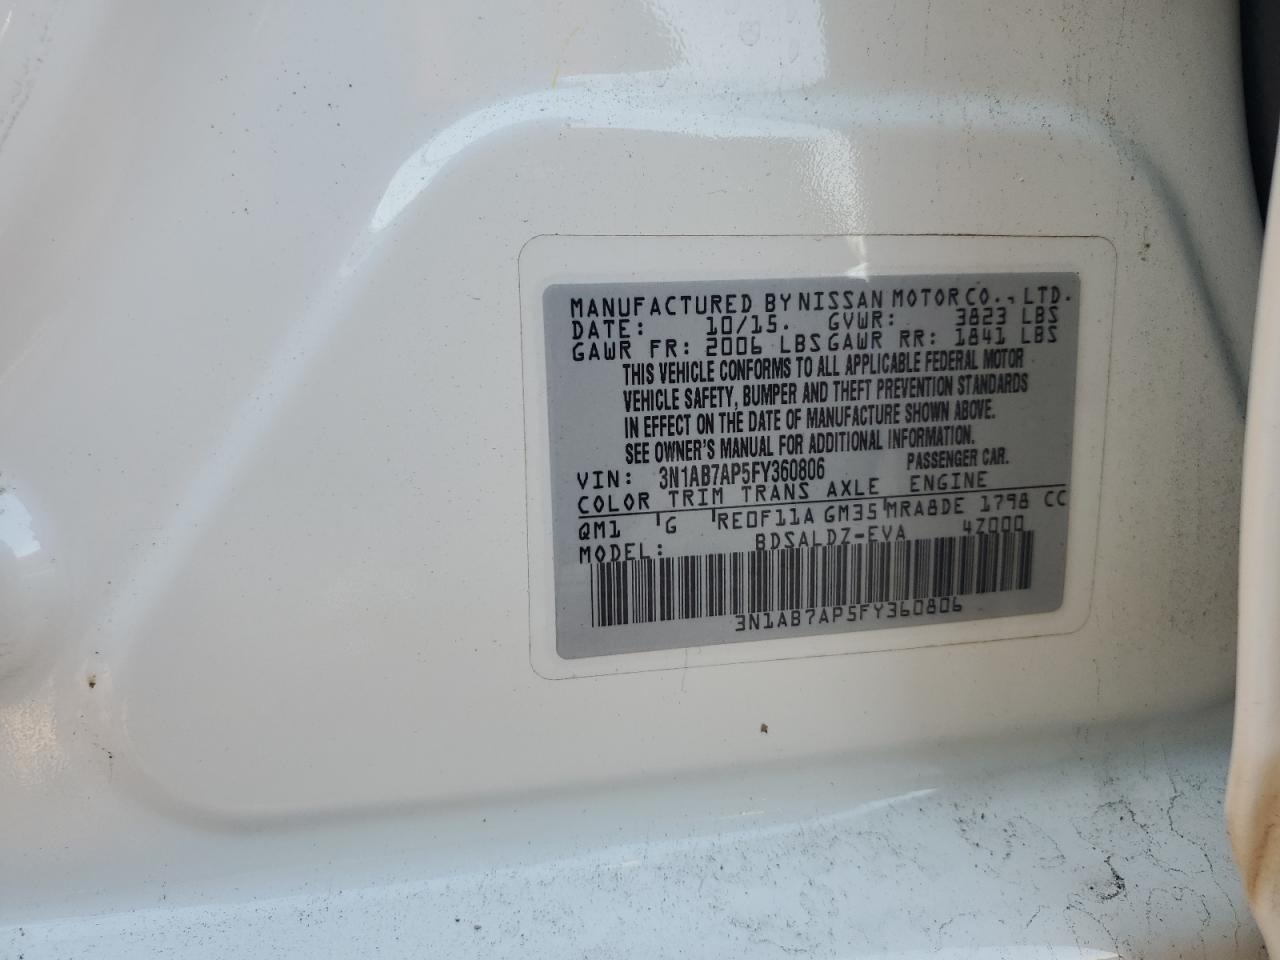 MANUFACTURED BY NISSAN MOTOR CO., LTD.
DATE: 10/15. GVWR: 3823 LBS
GAWR FR: 2006 LBS GAWR RR: 1841 LBS
THIS VEHICLE CONFORMS TO ALL APPLICABLE FEDERAL MOTOR
VEHICLE SAFETY, BUMPER AND THEFT PREVENTION STANDARDS
IN EFFECT ON THE DATE OF MANUFACTURE SHOWN ABOVE.
SEE OWNER'S MANUAL FOR ADDITIONAL INFORMATION.
VIN: 3N1AB7AP5FY360806 PASSENGER CAR.
COLOR TRIM TRANS AXLE ENGINE
QM1 G RE0F11A GM35 MRA8DE 1798 CC
MODEL: BDSALDZ-EVA 4Z000
3N1AB7AP5FY360806